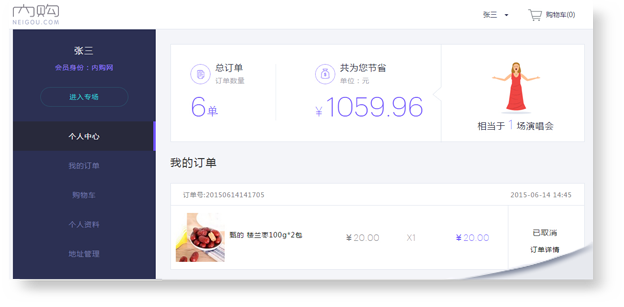 内购
NEIGOU.COM
张三
购物车(0)
张三
会员身份：内购网
进入专场
个人中心
我的订单
购物车
个人资料
地址管理
总订单
订单数量
6单
共为您节省
单位：元
¥1059.96
相当于 1 场演唱会
我的订单
订单号:20150614141705
2015-06-14 14:45
甄的 楼兰枣100g*2包
¥20.00
X1
¥20.00
已取消
订单详情